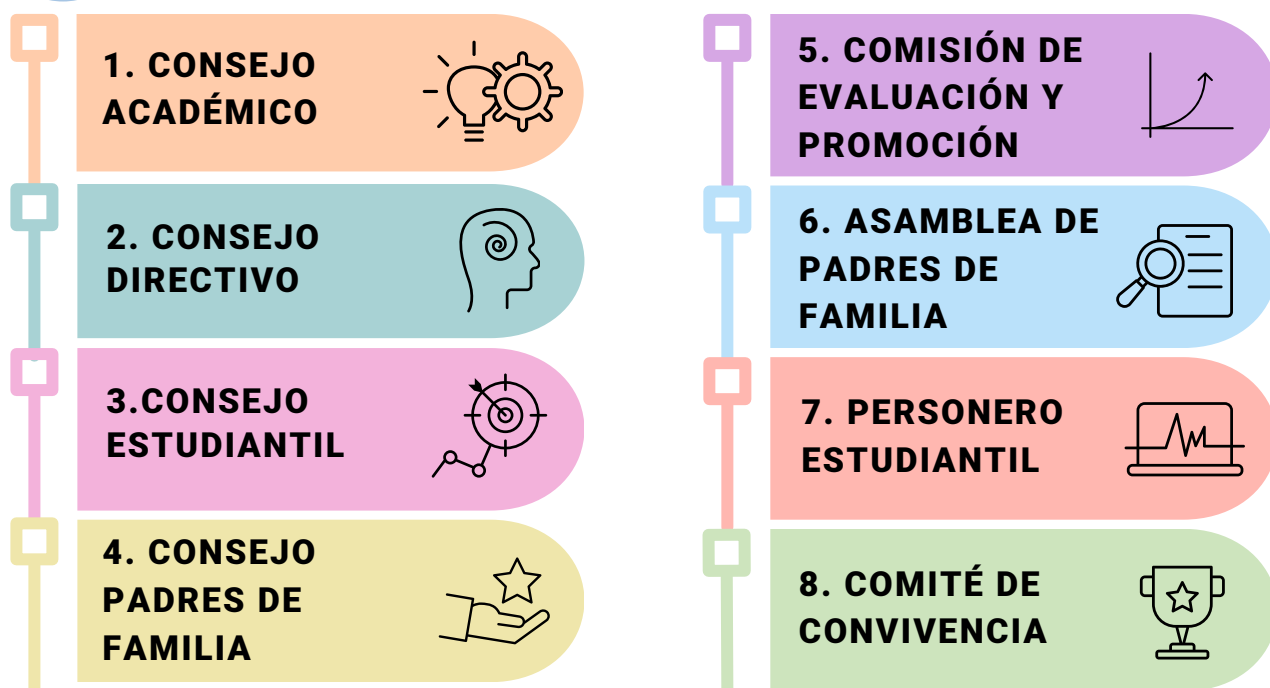 1. CONSEJO
ACADÉMICO
2. CONSEJO
DIRECTIVO
3.CONSEJO
ESTUDIANTIL
4. CONSEJO
PADRES DE
FAMILIA
5. COMISIÓN DE
EVALUACIÓN Y
PROMOCIÓN
6. ASAMBLEA DE
PADRES DE
FAMILIA
7. PERSONERO
ESTUDIANTIL
8. COMITÉ DE
CONVIVENCIA